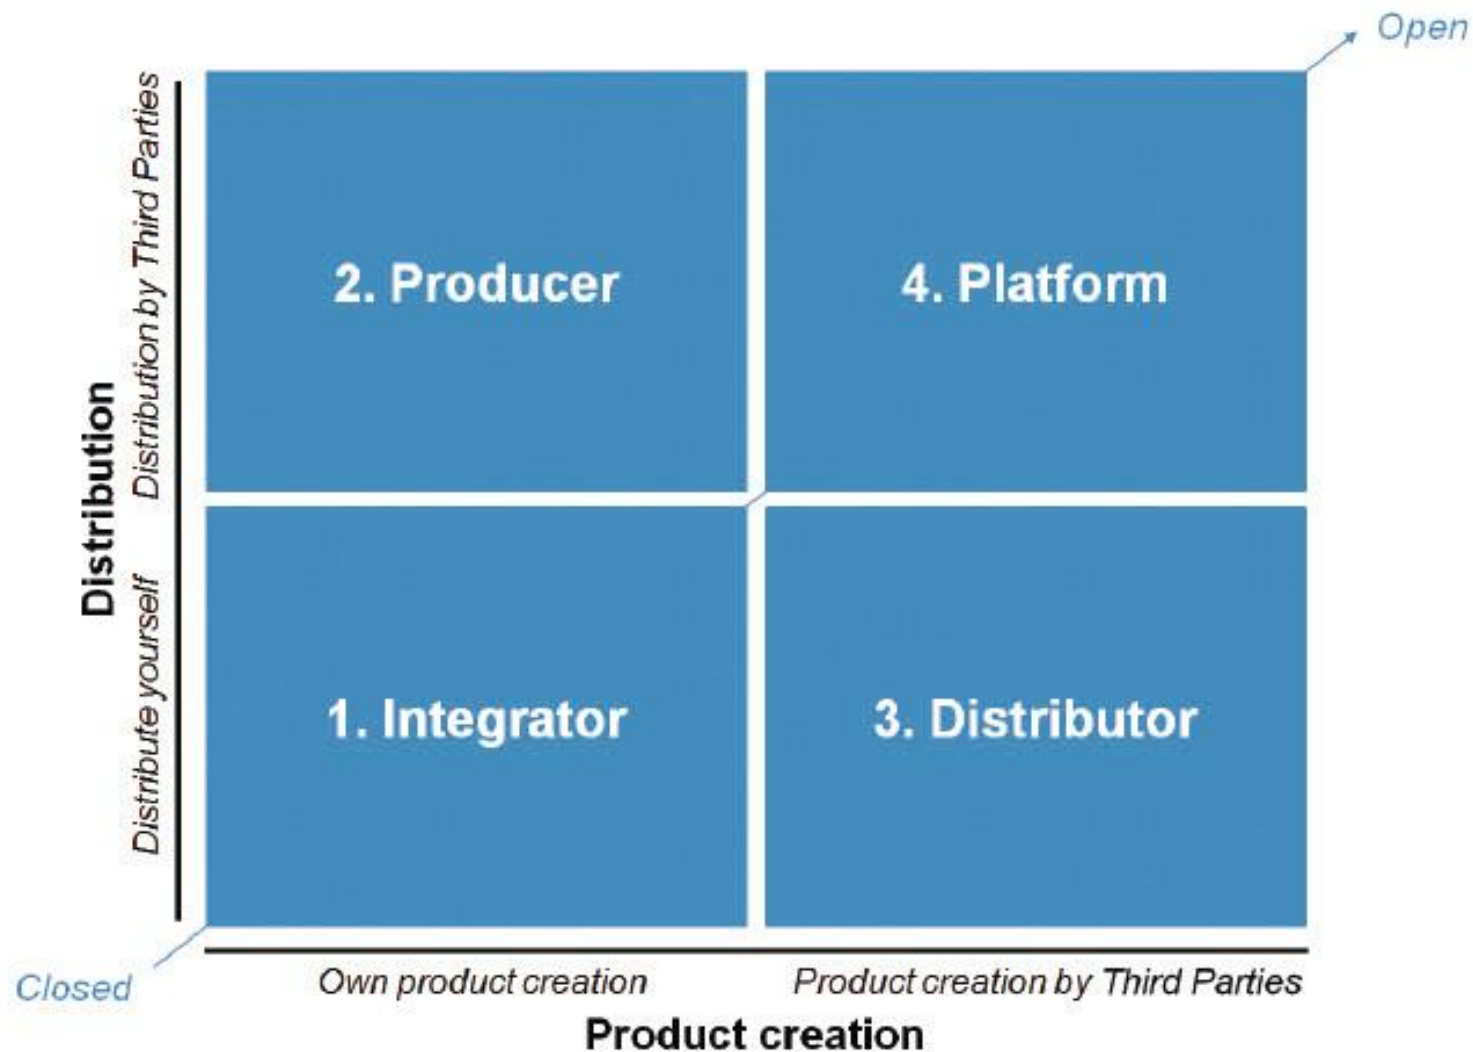 Open
Distribution
Distribution by Third Parties
Distribute yourself
2. Producer
4. Platform
1. Integrator
3. Distributor
Closed
Own product creation
Product creation by Third Parties
Product creation